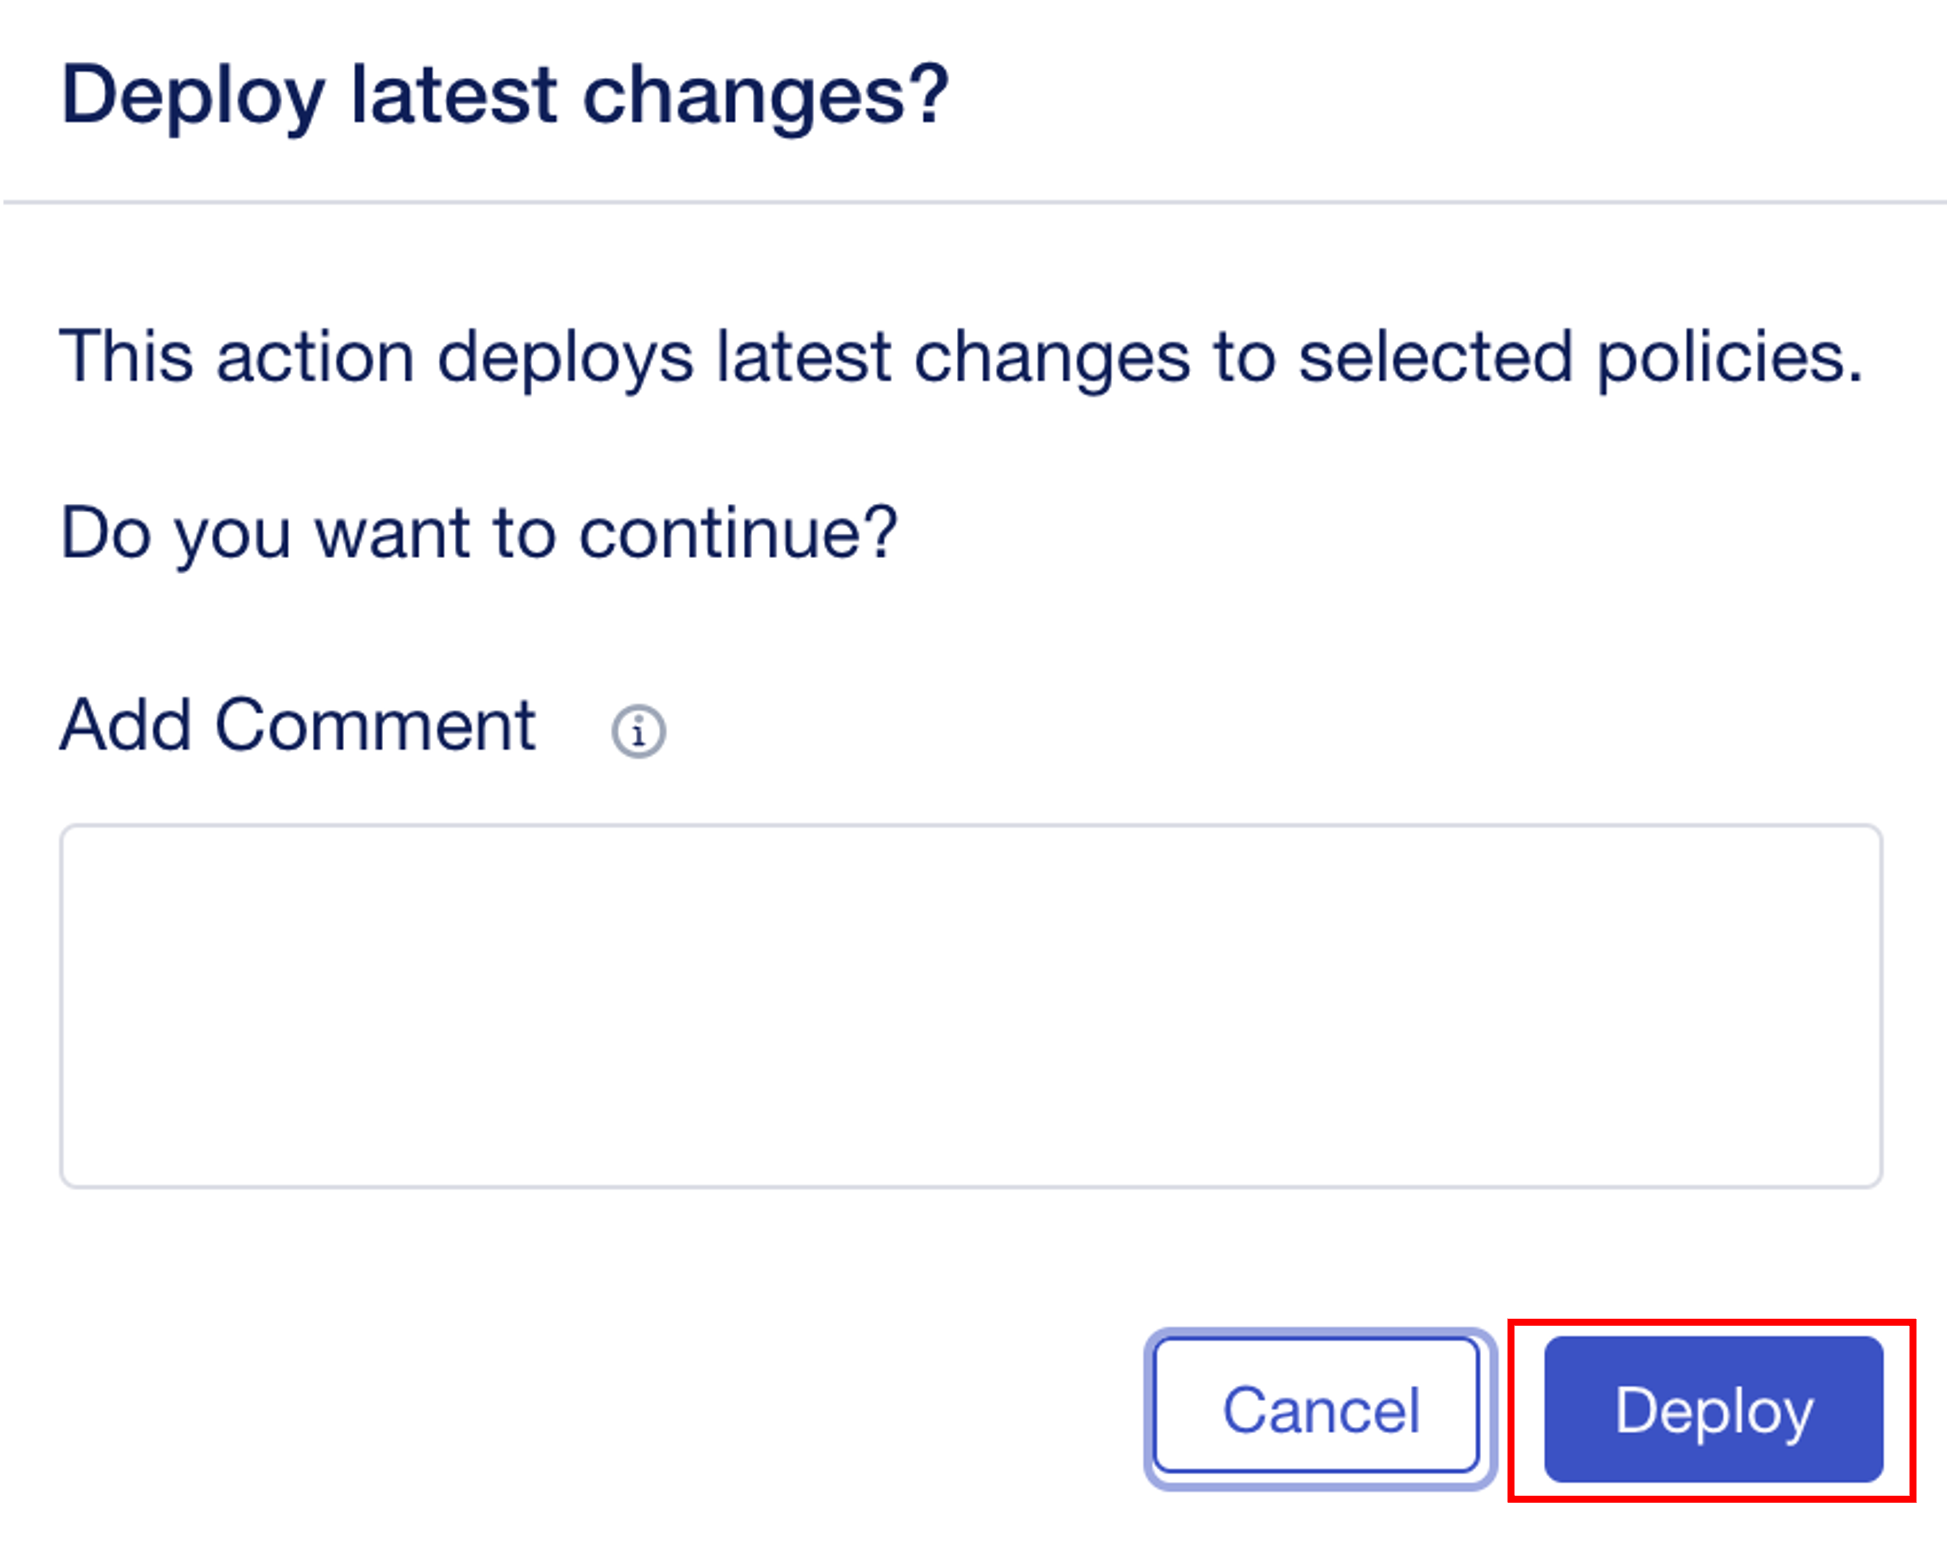 Deploy latest changes?
This action deploys latest changes to selected policies.
Do you want to continue?
Add Comment
Cancel
Deploy